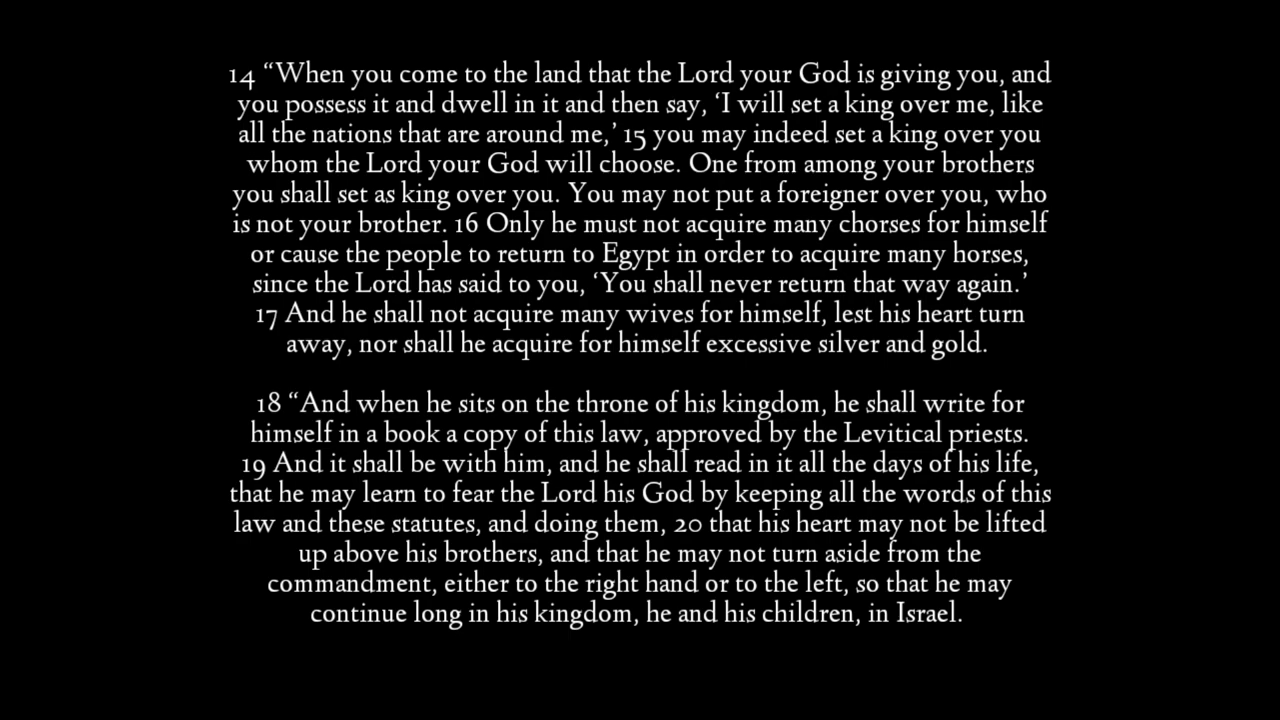 14 “When you come to the land that the Lord your God is giving you, and
you possess it and dwell in it and then say, ‘I will set a king over me, like
all the nations that are around me,’ 15 you may indeed set a king over you
whom the Lord your God will choose. One from among your brothers
you shall set as king over you. You may not put a foreigner over you, who
is not your brother. 16 Only he must not acquire many chorses for himself
or cause the people to return to Egypt in order to acquire many horses,
since the Lord has said to you, ‘You shall never return that way again.’
17 And he shall not acquire many wives for himself, lest his heart turn
away, nor shall he acquire for himself excessive silver and gold.
18 “And when he sits on the throne of his kingdom, he shall write for
himself in a book a copy of this law, approved by the Levitical priests.
19 And it shall be with him, and he shall read in it all the days of his life,
that he may learn to fear the Lord his God by keeping all the words of this
law and these statutes, and doing them, 20 that his heart may not be lifted
up above his brothers, and that he may not turn aside from the
commandment, either to the right hand or to the left, so that he may
continue long in his kingdom, he and his children, in Israel.